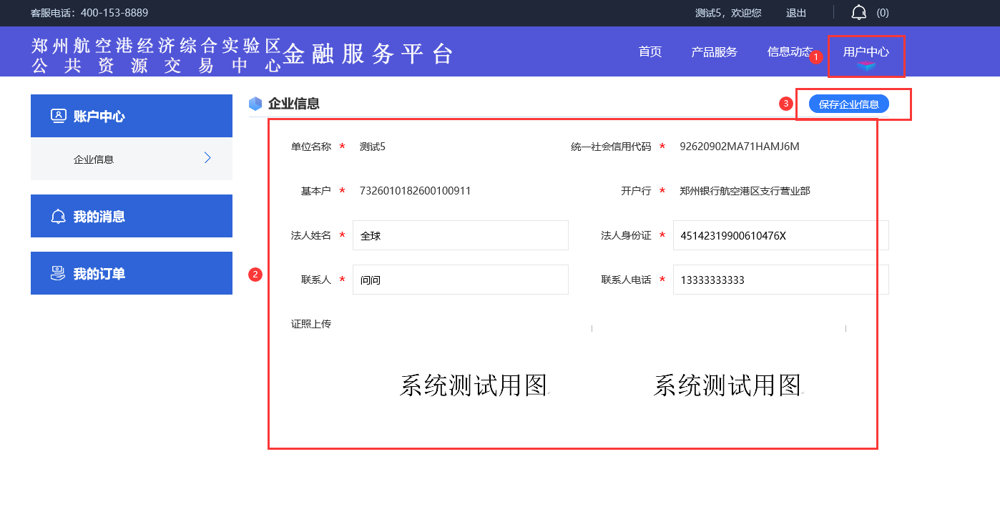 客服电话：400-153-8889
测试5，欢迎您 退出 (0)
郑州航空港经济综合实验区
公共资源交易中心
金融服务平台
首页 产品服务 信息动态 1 用户中心
账户中心
企业信息
我的消息
我的订单
企业信息
3 保存企业信息
单位名称 * 测试5 统一社会信用代码 * 92620902MA71HAMJ6M
基本户 * 7326010182600100911 开户行 * 郑州银行航空港区支行营业部
法人姓名 * 全球 法人身份证 * 45142319900610476X
2
联系人 * 问问 联系人电话 * 13333333333
证照上传
系统测试用图 系统测试用图